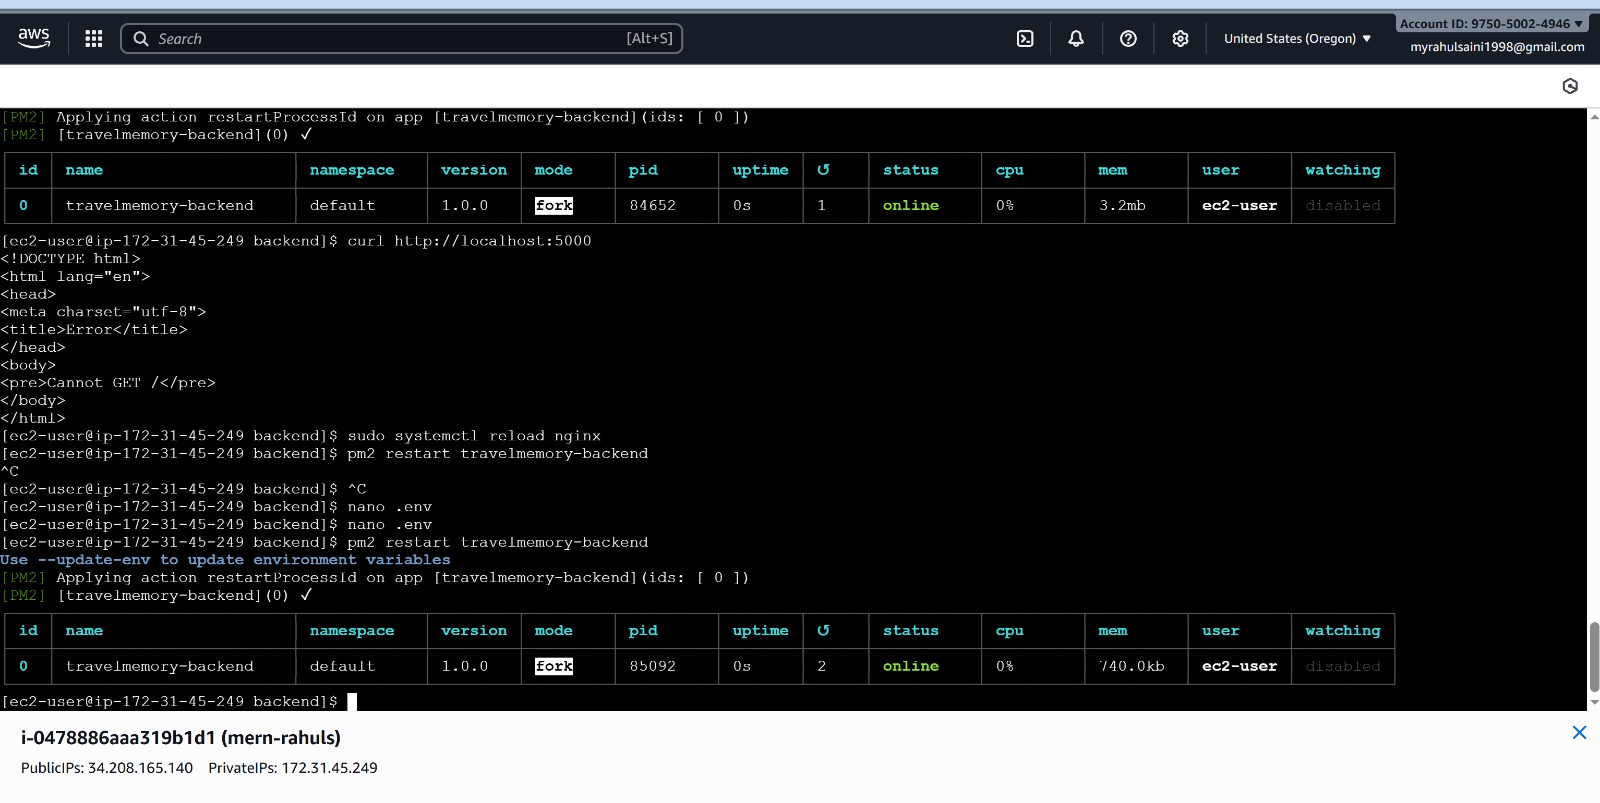 aws
Search [Alt+S]
United States (Oregon) ▼
Account ID: 9750-5002-4946 ▼
myrahulsaini1998@gmail.com
[PM2] Applying action restartProcessId on app [travelmemory-backend](ids: [ 0 ])
[PM2] [travelmemory-backend](0) ✓
id name namespace version mode pid uptime ↺ status cpu mem user watching
0 travelmemory-backend default 1.0.0 fork 84652 0s 1 online 0% 3.2mb ec2-user disabled
[ec2-user@ip-172-31-45-249 backend]$ curl http://localhost:5000
<!DOCTYPE html>
<html lang="en">
<head>
<meta charset="utf-8">
<title>Error</title>
</head>
<body>
<pre>Cannot GET /</pre>
</body>
</html>
[ec2-user@ip-172-31-45-249 backend]$ sudo systemctl reload nginx
[ec2-user@ip-172-31-45-249 backend]$ pm2 restart travelmemory-backend
^C
[ec2-user@ip-172-31-45-249 backend]$ ^C
[ec2-user@ip-172-31-45-249 backend]$ nano .env
[ec2-user@ip-172-31-45-249 backend]$ nano .env
[ec2-user@ip-172-31-45-249 backend]$ pm2 restart travelmemory-backend
Use --update-env to update environment variables
[PM2] Applying action restartProcessId on app [travelmemory-backend](ids: [ 0 ])
[PM2] [travelmemory-backend](0) ✓
id name namespace version mode pid uptime ↺ status cpu mem user watching
0 travelmemory-backend default 1.0.0 fork 85092 0s 2 online 0% 740.0kb ec2-user disabled
[ec2-user@ip-172-31-45-249 backend]$
i-0478886aaa319b1d1 (mern-rahuls)
PublicIPs: 34.208.165.140 PrivateIPs: 172.31.45.249